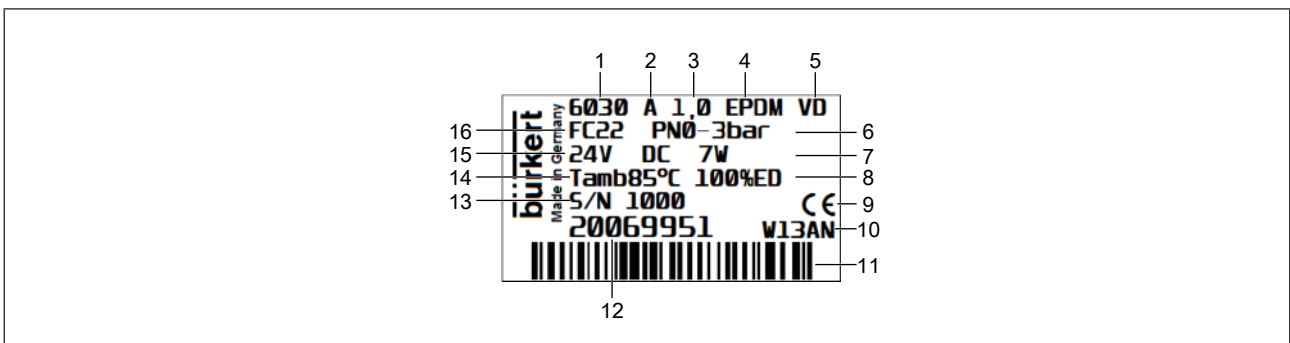 1 2 3 4 5
6030 A 1,0 EPDM VD
16 FC22 PN0-3bar 6
15 24V DC 7W 7
14 Tamb85°C 100%ED 8
13 S/N 1000 CE 9
20069951 W13AN 10
11
12
bürkert
Made in Germany